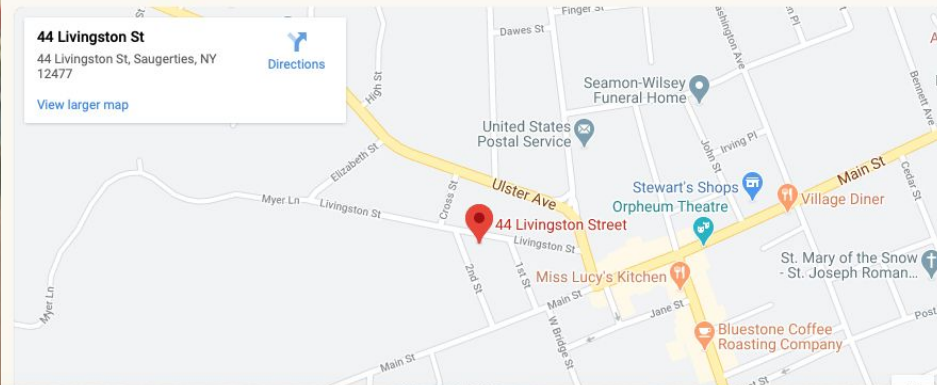 44 Livingston St
44 Livingston St, Saugerties, NY
12477
Directions
View larger map
Finger St
Dawes St
High St
Seamon-Wilsey
Funeral Home
Bennett Ave
United States
Postal Service
Irving Pl
John St
Elizabeth St
Main St
Cedar St
Stewart's Shops
Village Diner
Ulster Ave
Cross St
Orpheum Theatre
Myer Ln
Livingston St
44 Livingston Street
Livingston St
St. Mary of the Snow
- St. Joseph Roman...
Miss Lucy's Kitchen
2nd St
1st St
Main St
Jane St
Myer Ln
W Bridge St
Post
Bluestone Coffee
Roasting Company
Main St